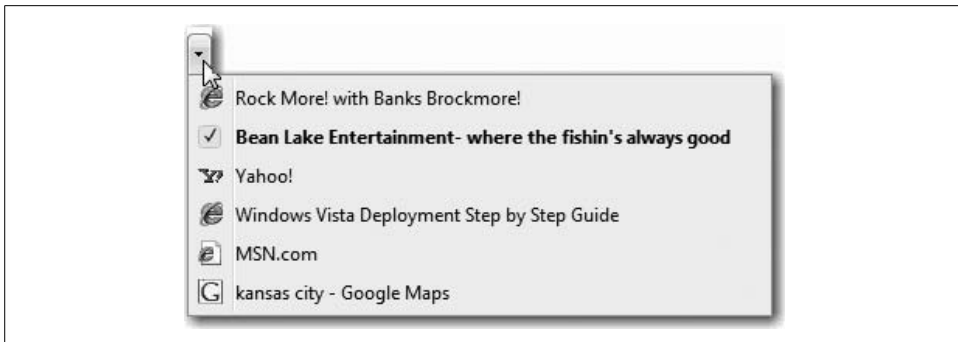 Rock More! with Banks Brockmore!
Bean Lake Entertainment- where the fishin's always good
Yahoo!
Windows Vista Deployment Step by Step Guide
MSN.com
kansas city - Google Maps